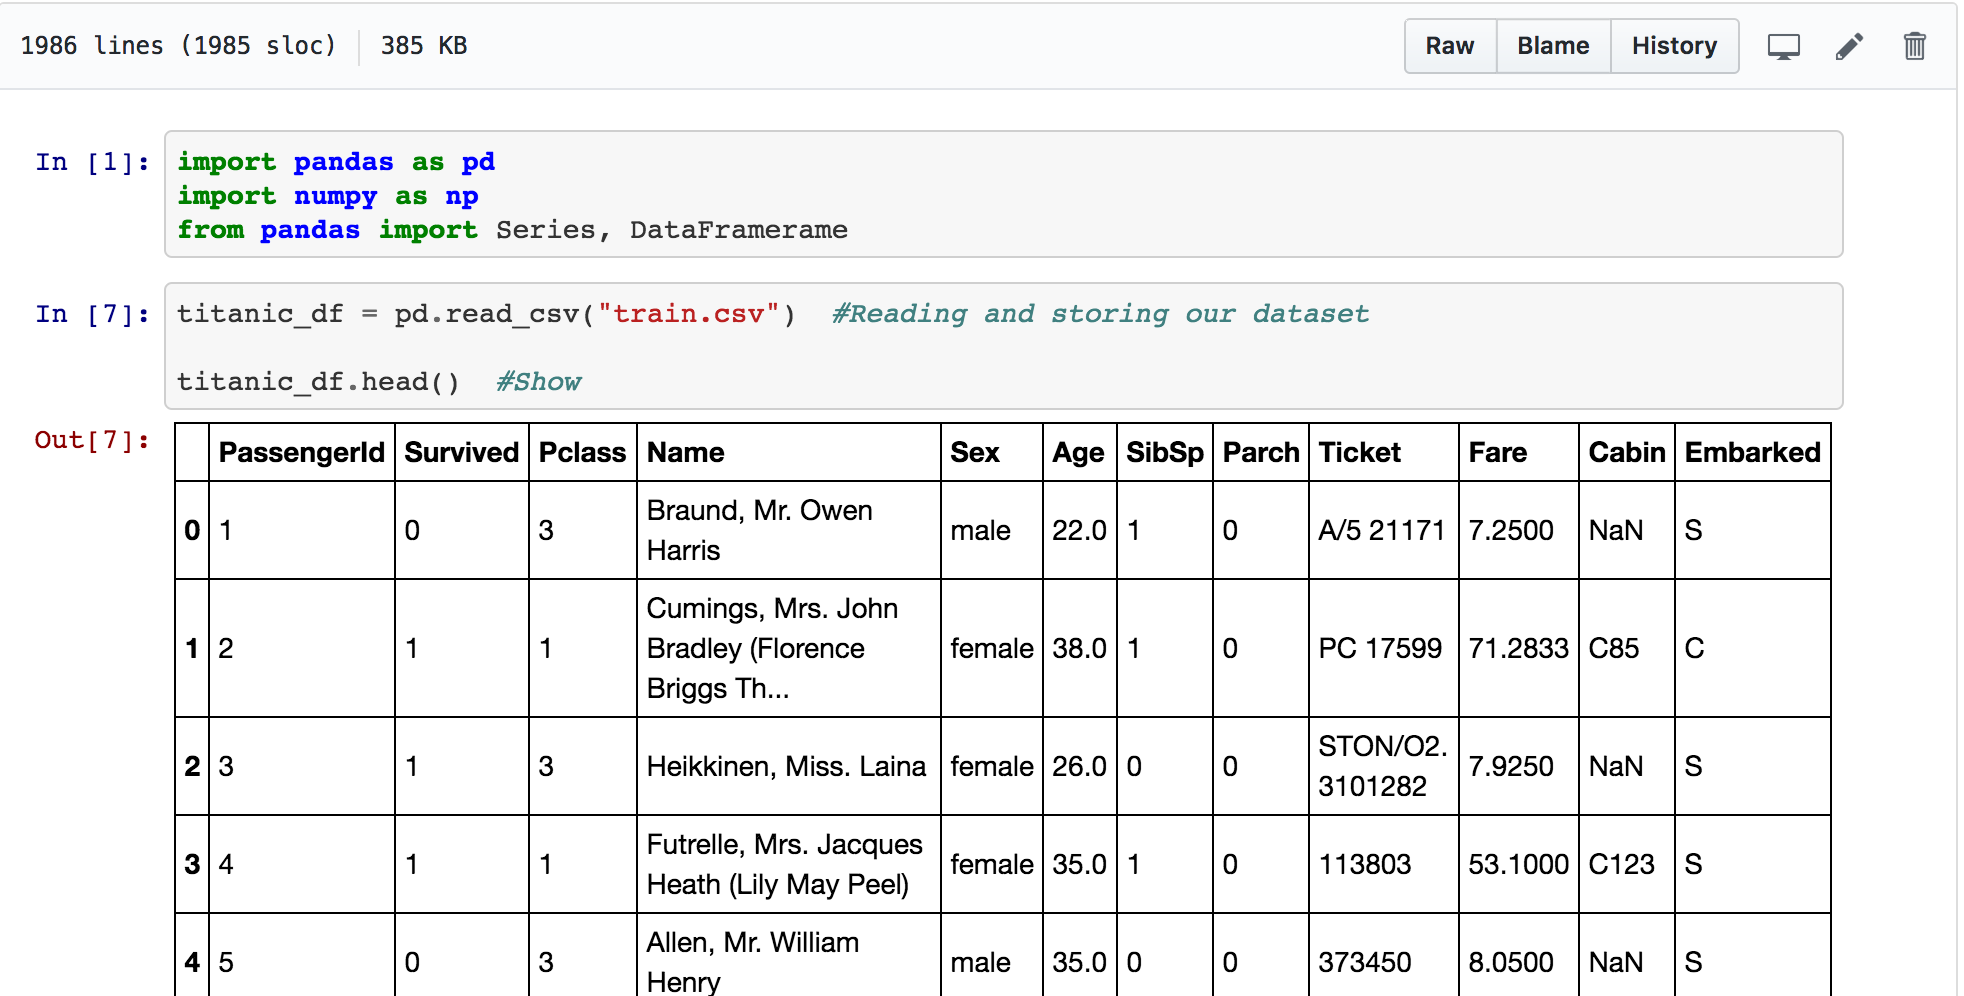 1986 lines (1985 sloc) 385 KB Raw Blame History
In [1]: import pandas as pd
import numpy as np
from pandas import Series, DataFramerame
In [7]: titanic_df = pd.read_csv("train.csv") #Reading and storing our dataset
titanic_df.head() #Show
Out[7]:
PassengerId Survived Pclass Name Sex Age SibSp Parch Ticket Fare Cabin Embarked
0 1 0 3 Braund, Mr. Owen Harris male 22.0 1 0 A/5 21171 7.2500 NaN S
1 2 1 1 Cumings, Mrs. John Bradley (Florence Briggs Th... female 38.0 1 0 PC 17599 71.2833 C85 C
2 3 1 3 Heikkinen, Miss. Laina female 26.0 0 0 STON/O2. 3101282 7.9250 NaN S
3 4 1 1 Futrelle, Mrs. Jacques Heath (Lily May Peel) female 35.0 1 0 113803 53.1000 C123 S
4 5 0 3 Allen, Mr. William Henry male 35.0 0 0 373450 8.0500 NaN S